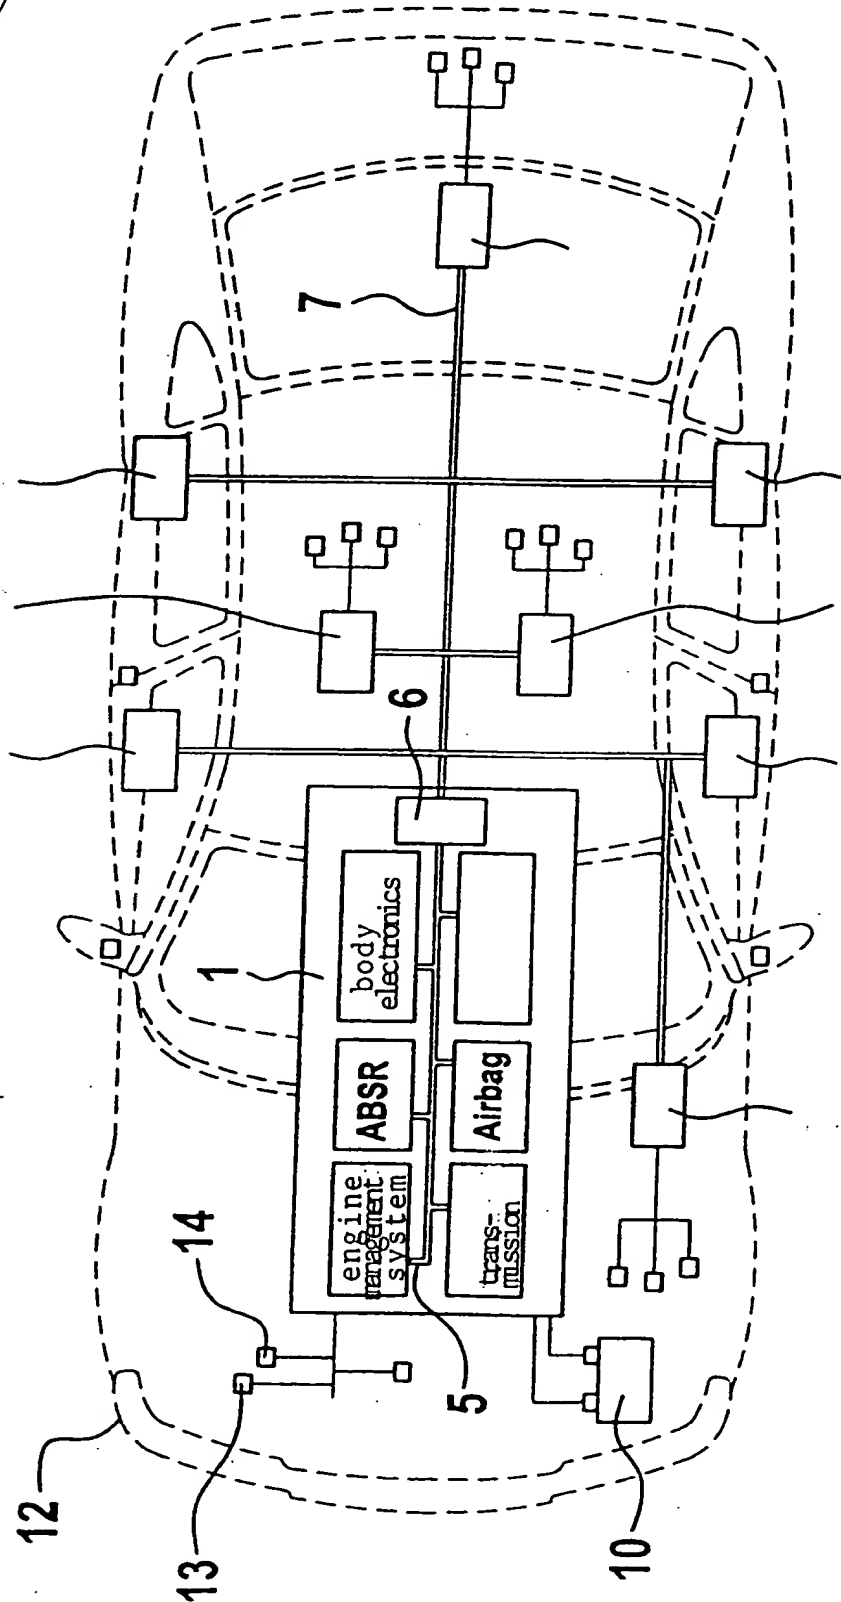 12
13
14
10
5
engine
management
system
trans-
mission
ABSR
Airbag
1
body
electronics
6
7